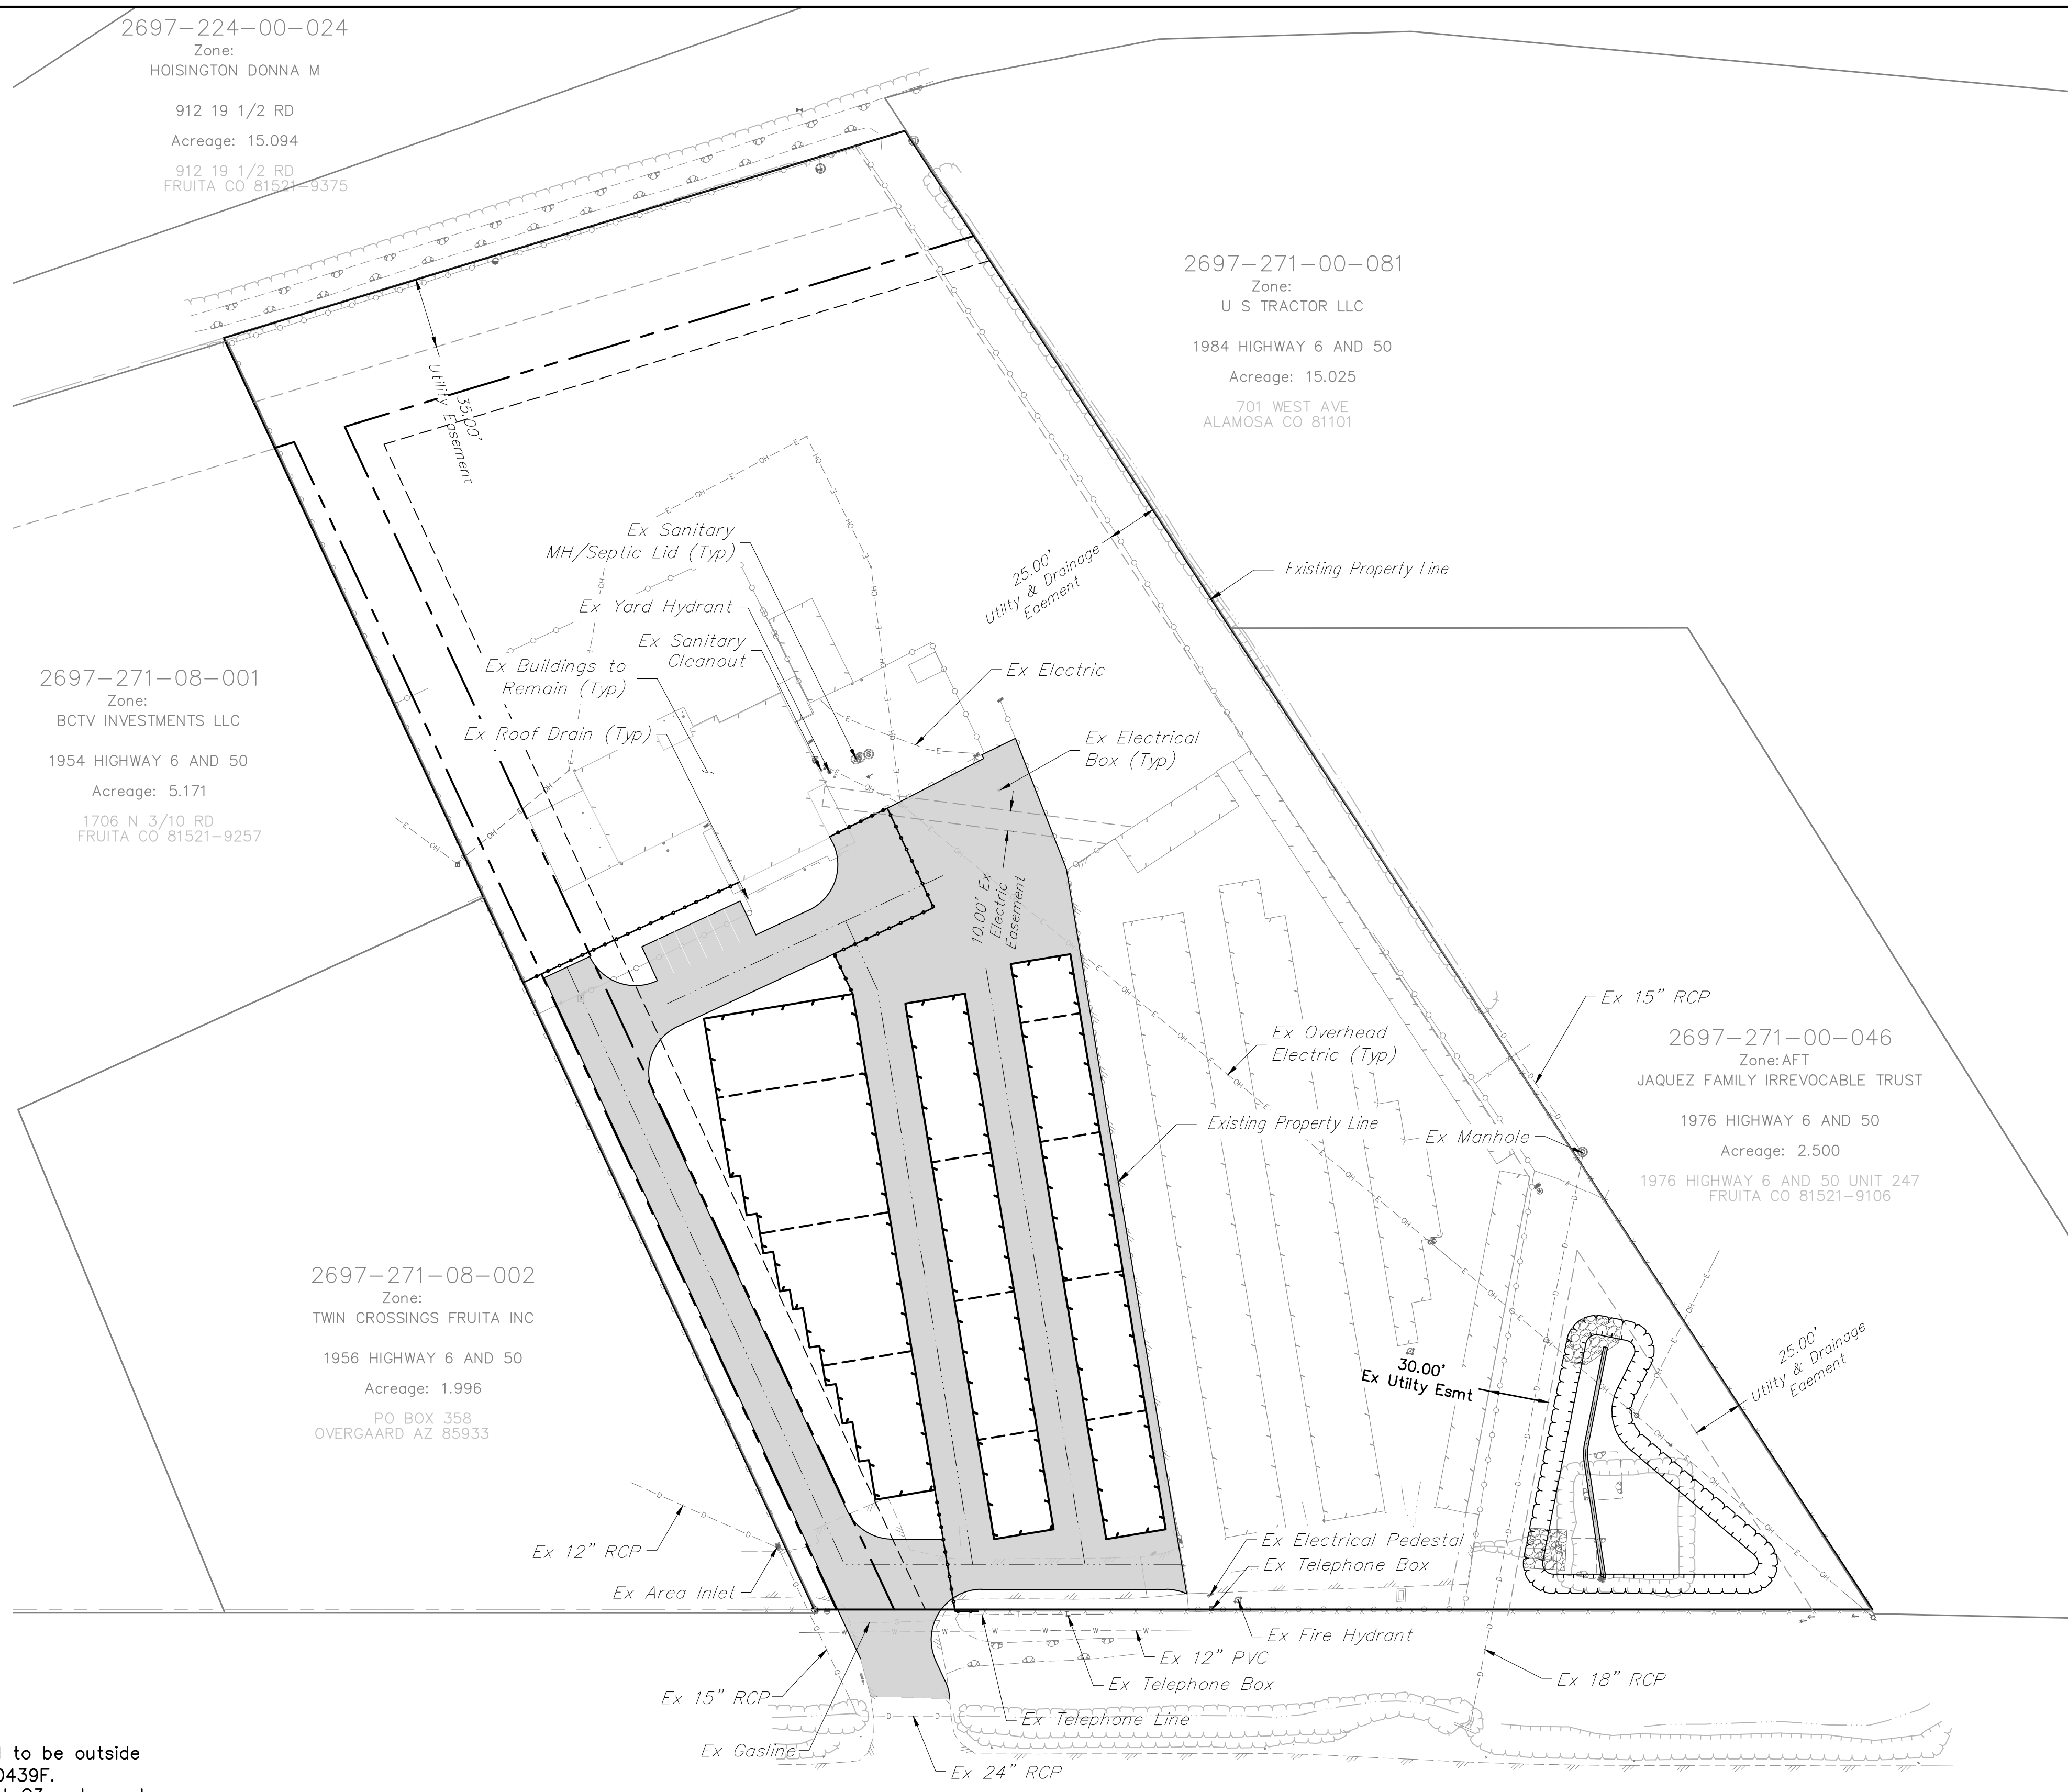 2697-224-00-024
Zone:
HOISINGTON DONNA M
912 19 1/2 RD
Acreage: 15.094
912 19 1/2 RD
FRUITA CO 81521-9375
2697-271-00-081
Zone:
U S TRACTOR LLC
1984 HIGHWAY 6 AND 50
Acreage: 15.025
701 WEST AVE
ALAMOSA CO 81101
35.00'
Utility Easement
Ex Sanitary
MH/Septic Lid (Typ)
Ex Yard Hydrant
Ex Sanitary
Cleanout
Ex Buildings to
Remain (Typ)
Ex Roof Drain (Typ)
25.00'
Utilty & Drainage
Eaement
Existing Property Line
Ex Electric
Ex Electrical
Box (Typ)
2697-271-08-001
Zone:
BCTV INVESTMENTS LLC
1954 HIGHWAY 6 AND 50
Acreage: 5.171
1706 N 3/10 RD
FRUITA CO 81521-9257
10.00' Ex
Electric
Easement
Ex 15" RCP
Ex Overhead
Electric (Typ)
2697-271-00-046
Zone: AFT
JAQUEZ FAMILY IRREVOCABLE TRUST
1976 HIGHWAY 6 AND 50
Acreage: 2.500
1976 HIGHWAY 6 AND 50 UNIT 247
FRUITA CO 81521-9106
Existing Property Line
Ex Manhole
2697-271-08-002
Zone:
TWIN CROSSINGS FRUITA INC
1956 HIGHWAY 6 AND 50
Acreage: 1.996
PO BOX 358
OVERGAARD AZ 85933
30.00'
Ex Utilty Esmt
25.00'
Utilty & Drainage
Eaement
Ex 12" RCP
Ex Area Inlet
Ex Electrical Pedestal
Ex Telephone Box
Ex Fire Hydrant
Ex 12" PVC
Ex Telephone Box
Ex 15" RCP
Ex 18" RCP
Ex Telephone Line
Ex Gasline
Ex 24" RCP
to be outside
0439F.